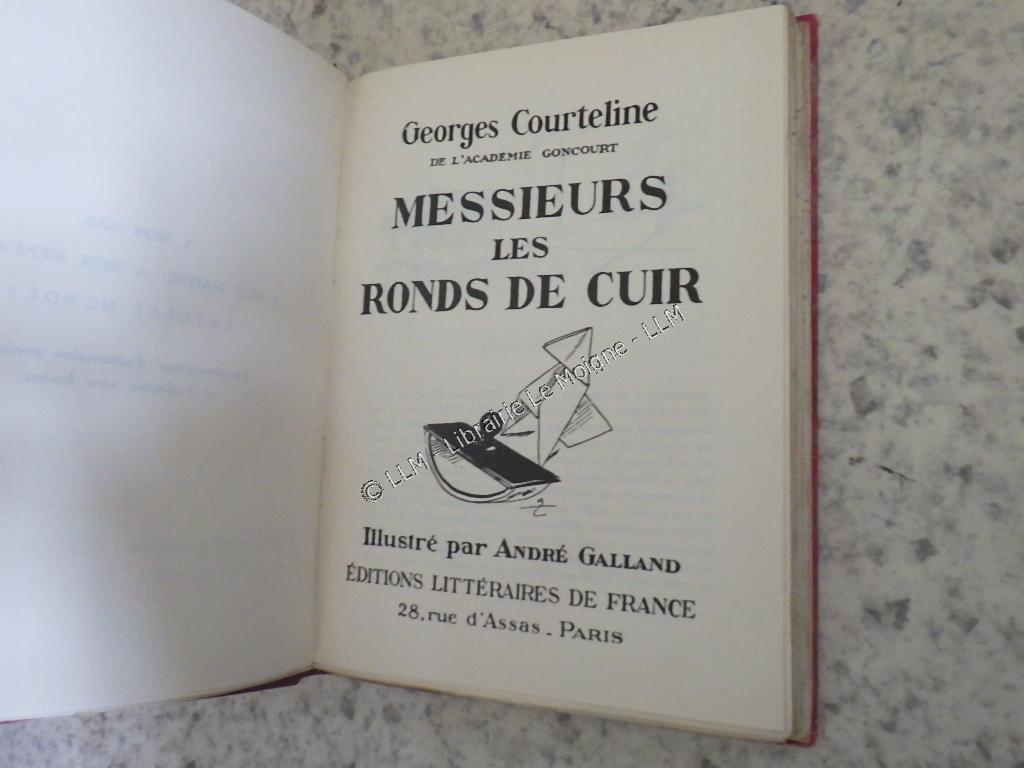 Georges Courteline
DE L'ACADÉMIE GONCOURT
MESSIEURS
LES
RONDS DE CUIR
© LLM - Librairie Le Moigne - LLM
Illustré par ANDRÉ GALLAND
ÉDITIONS LITTÉRAIRES DE FRANCE
28, rue d'Assas - PARIS